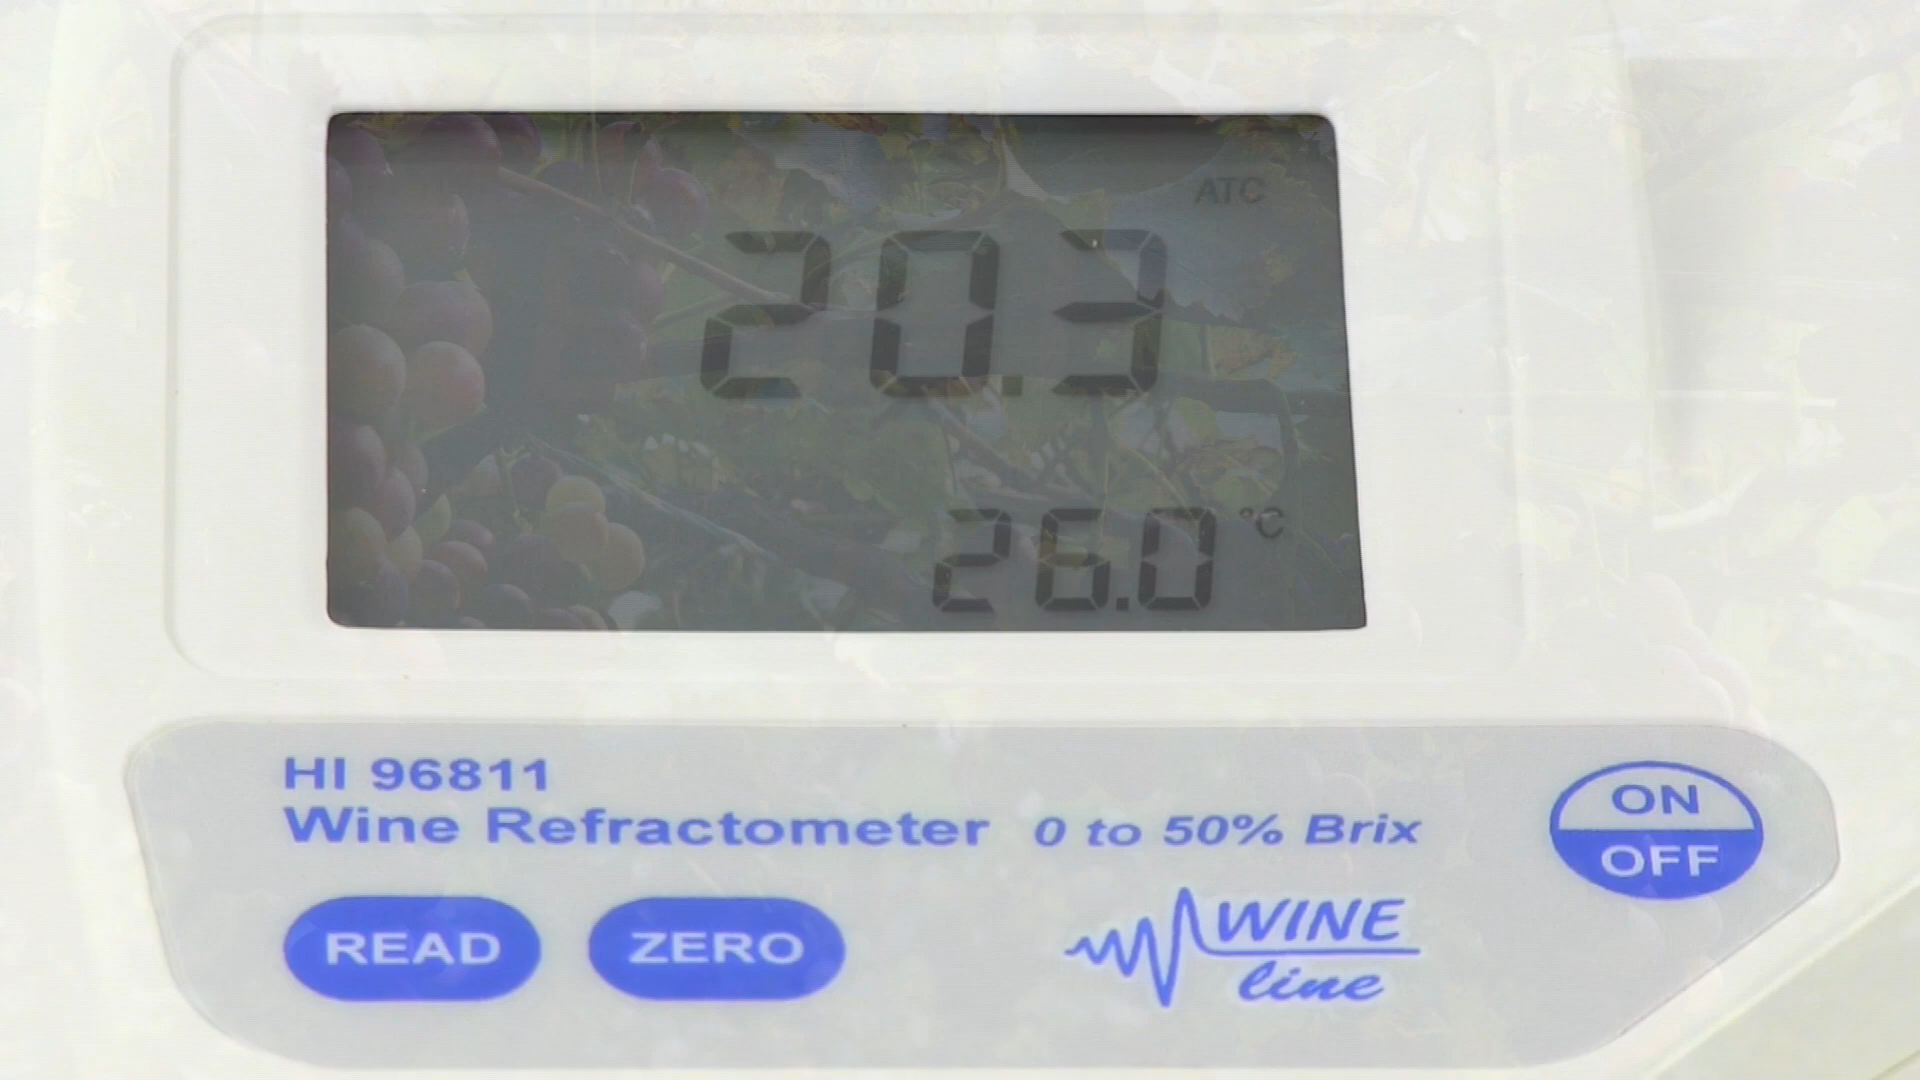 ATC
20.3
26.0 °C
HI 96811
Wine Refractometer 0 to 50% Brix
ON
OFF
READ ZERO
WINE
line